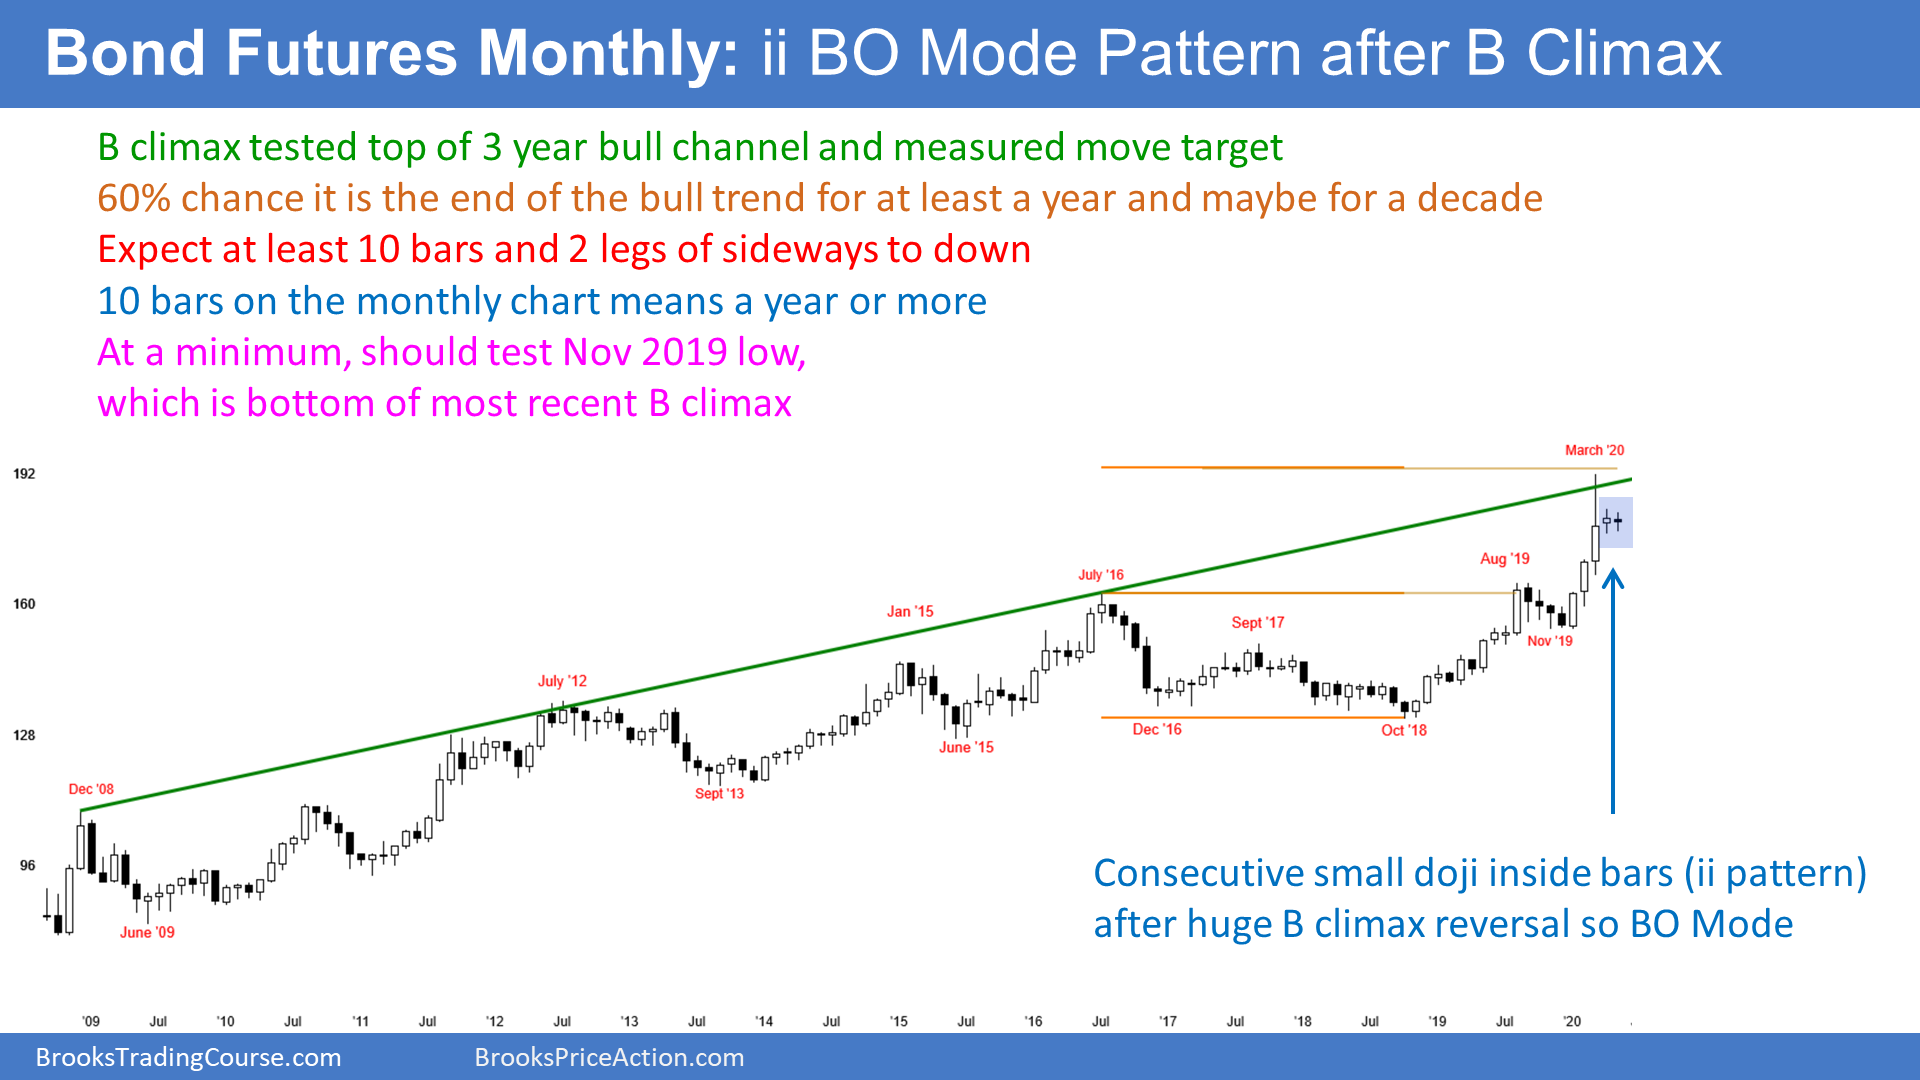 Bond Futures Monthly: ii BO Mode Pattern after B Climax
B climax tested top of 3 year bull channel and measured move target
60% chance it is the end of the bull trend for at least a year and maybe for a decade
Expect at least 10 bars and 2 legs of sideways to down
10 bars on the monthly chart means a year or more
At a minimum, should test Nov 2019 low,
which is bottom of most recent B climax
March '20
192
Aug '19
July '16
160
Jan '15
Sept '17
Nov '19
July '12
Dec '16
Oct '18
128
June '15
Dec '08
Sept '13
96
June '09
Consecutive small doji inside bars (ii pattern)
after huge B climax reversal so BO Mode
'09 Jul '10 Jul '11 Jul '12 Jul '13 Jul '14 Jul '15 Jul '16 Jul '17 Jul '18 Jul '19 Jul '20
BrooksTradingCourse.com BrooksPriceAction.com